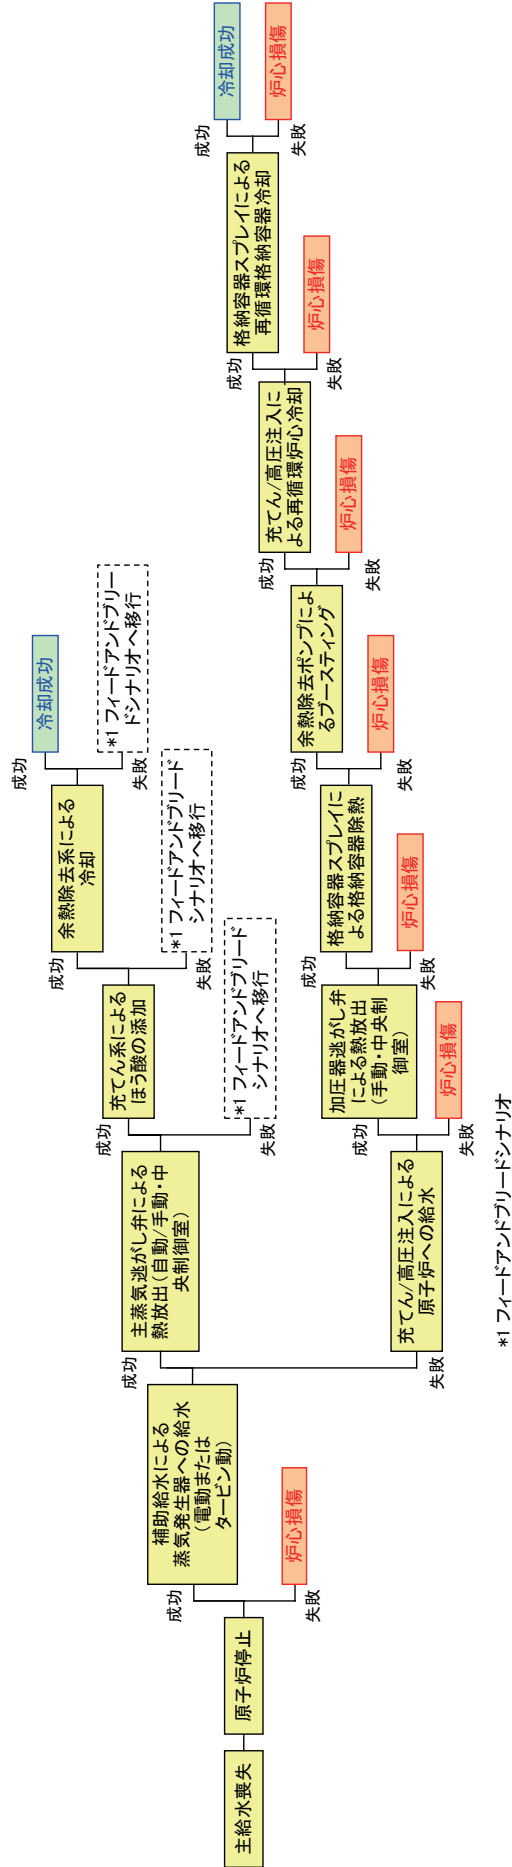 主給水喪失
原子炉停止
成功
失敗
炉心損傷
補助給水による
蒸気発生器への給水
(電動または
タービン動)
成功
失敗
主蒸気逃がし弁による
熱放出(自動/手動・中
央制御室)
成功
失敗
*1 フィードアンドブリード
シナリオへ移行
充てん系による
ほう酸の添加
成功
失敗
*1 フィードアンドブリード
シナリオへ移行
余熱除去系による
冷却
成功
失敗
冷却成功
*1 フィードアンドブリー
ドシナリオへ移行
充てん/高圧注入による
原子炉への給水
成功
失敗
炉心損傷
加圧器逃がし弁
による熱放出
(手動・中央制
御室)
成功
失敗
炉心損傷
格納容器スプレイに
よる格納容器除熱
成功
失敗
炉心損傷
余熱除去ポンプによ
るブースティング
成功
失敗
炉心損傷
充てん/高圧注入に
よる再循環炉心冷却
成功
失敗
炉心損傷
格納容器スプレイによる
再循環格納容器冷却
成功
失敗
冷却成功
炉心損傷
*1 フィードアンドブリードシナリオ